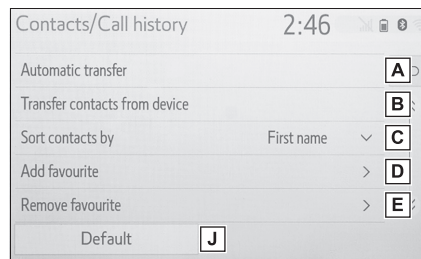 Contacts/Call history 2:46
Automatic transfer A
Transfer contacts from device B
Sort contacts by First name C
Add favourite D
Remove favourite E
Default J